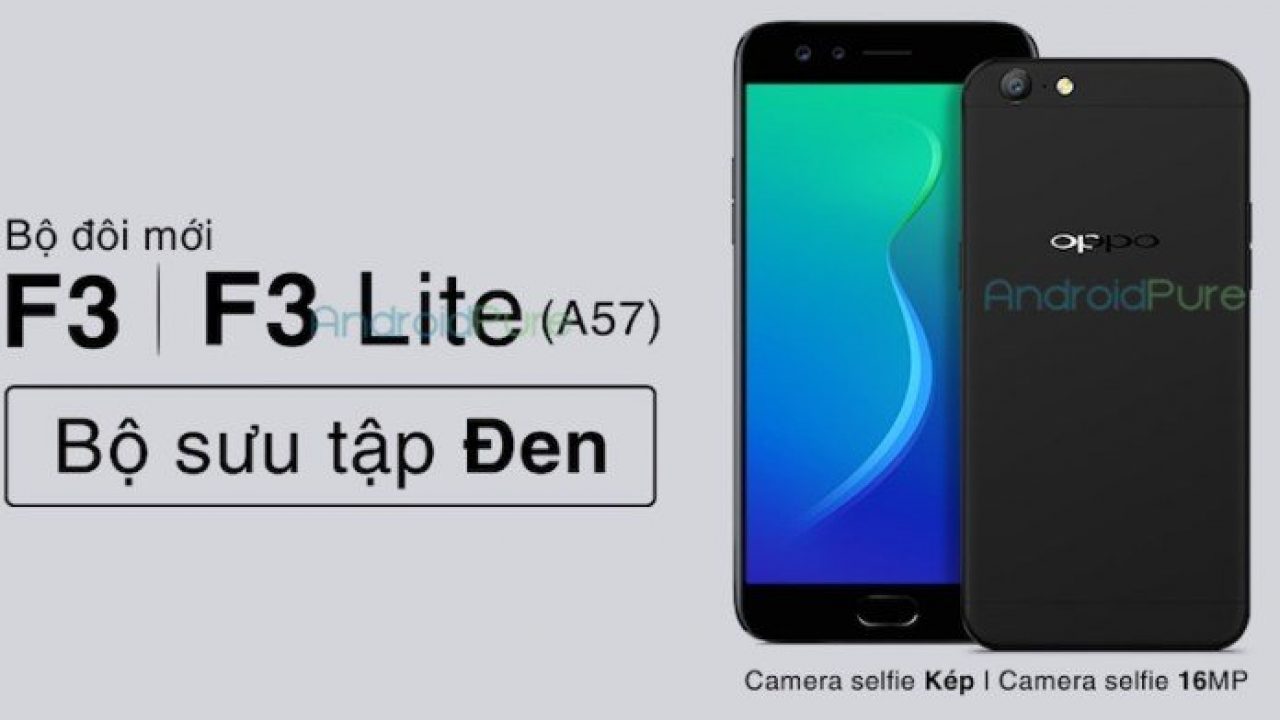 Bộ đôi mới
F3 | F3 Lite (A57)
AndroidPure
Bộ sưu tập Đen
oppo
AndroidPure
Camera selfie Kép | Camera selfie 16MP